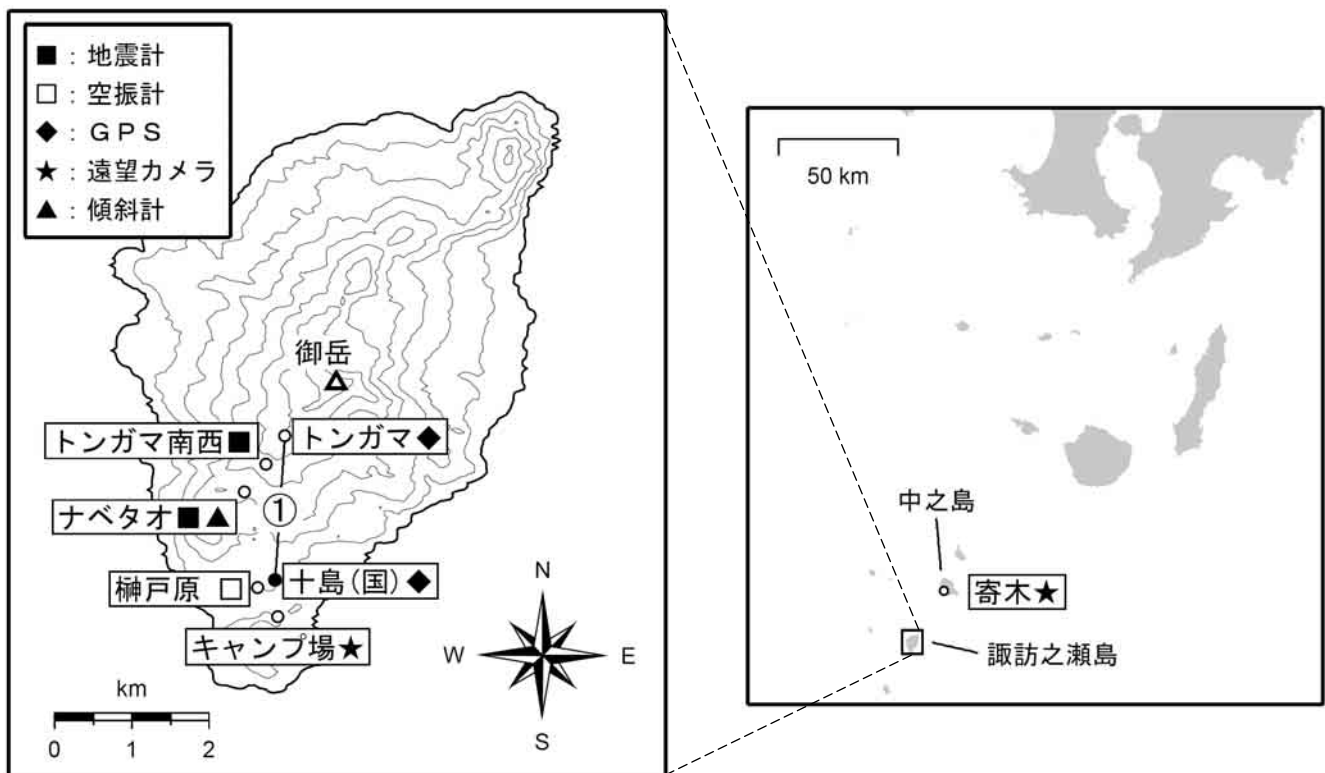 ■：地震計
□：空振計
◆：ＧＰＳ
★：遠望カメラ
▲：傾斜計
御岳
トンガマ南西■
トンガマ◆
ナベタオ■▲
①
榊戸原 □
十島(国)◆
キャンプ場★
km
0 1 2
N
W E
S
50 km
中之島
寄木★
諏訪之瀬島